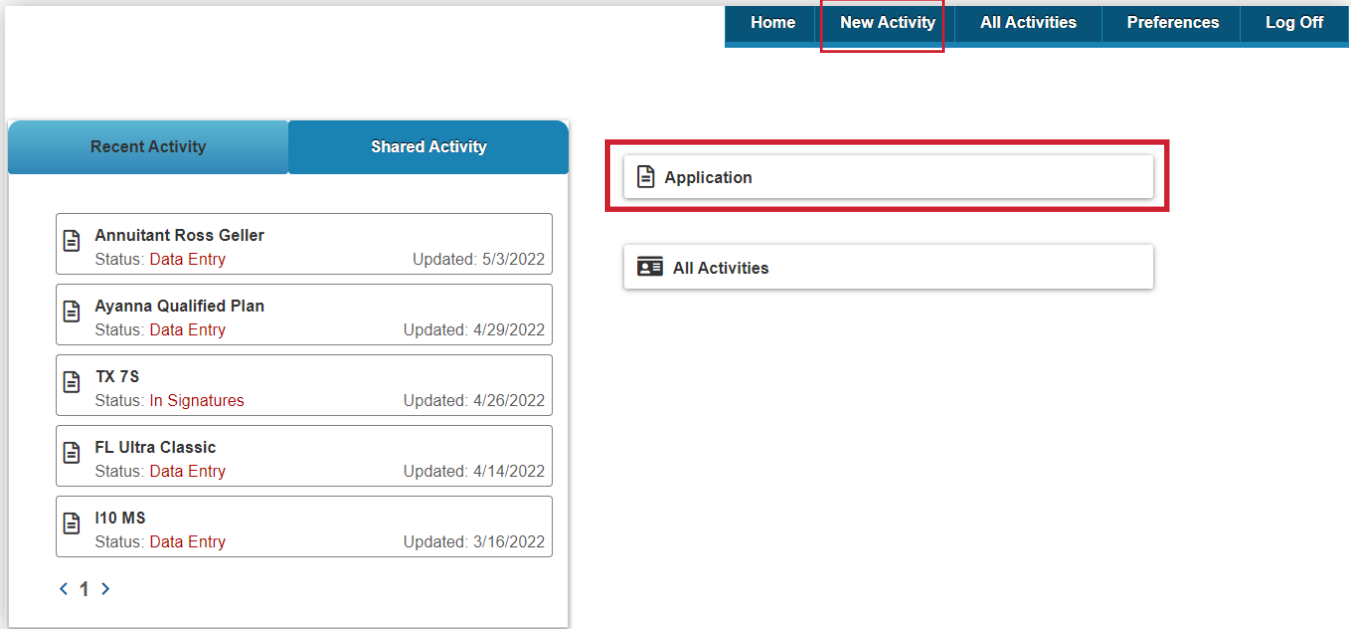 Home New Activity All Activities Preferences Log Off
Recent Activity Shared Activity
Application
All Activities
Annuitant Ross Geller
Status: Data Entry Updated: 5/3/2022
Ayanna Qualified Plan
Status: Data Entry Updated: 4/29/2022
TX 7S
Status: In Signatures Updated: 4/26/2022
FL Ultra Classic
Status: Data Entry Updated: 4/14/2022
I10 MS
Status: Data Entry Updated: 3/16/2022
< 1 >